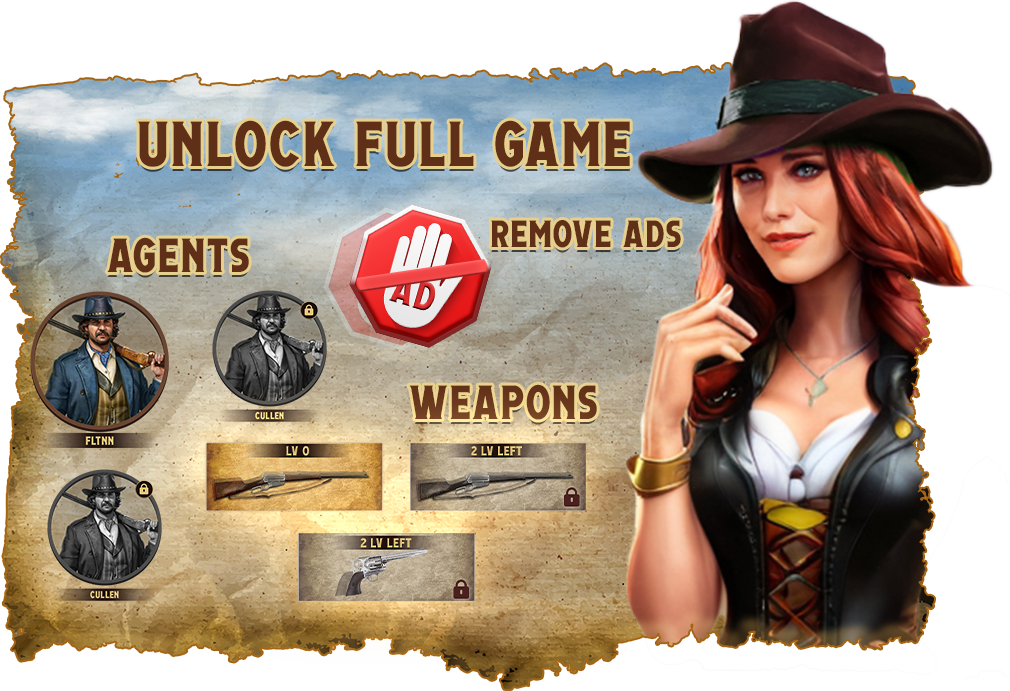 UNLOCK FULL GAME
REMOVE ADS
AGENTS
AD
CULLEN
FLTNN
WEAPONS
LV 0
2 LV LEFT
2 LV LEFT
CULLEN